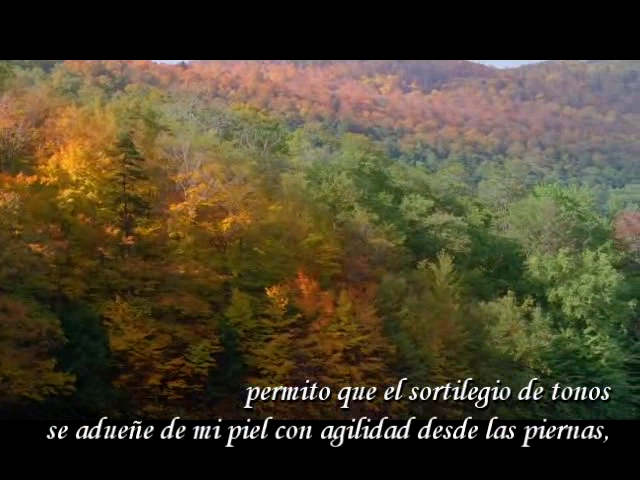 permito que el sortilegio de tonos
se adueñe de mi piel con agilidad desde las piernas,